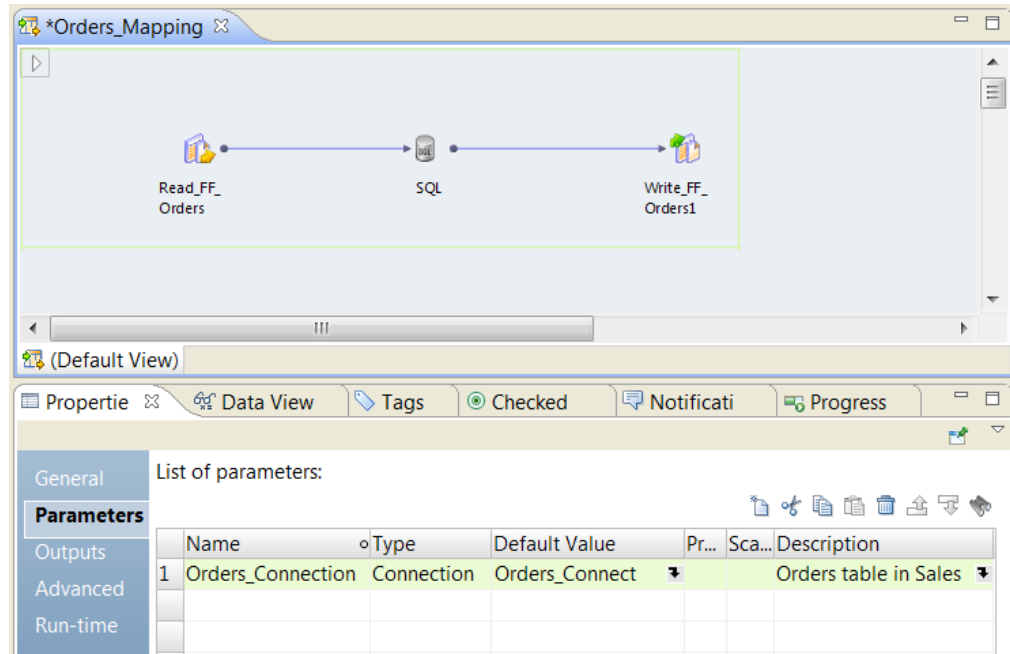 *Orders_Mapping
Read_FF_
Orders
SQL
SQL
Write_FF_
Orders1
(Default View)
Propertie Data View Tags Checked Notificati Progress
General
Parameters
Outputs
Advanced
Run-time
List of parameters:
Name Type Default Value Pr... Sca... Description
1 Orders_Connection Connection Orders_Connect Orders table in Sales